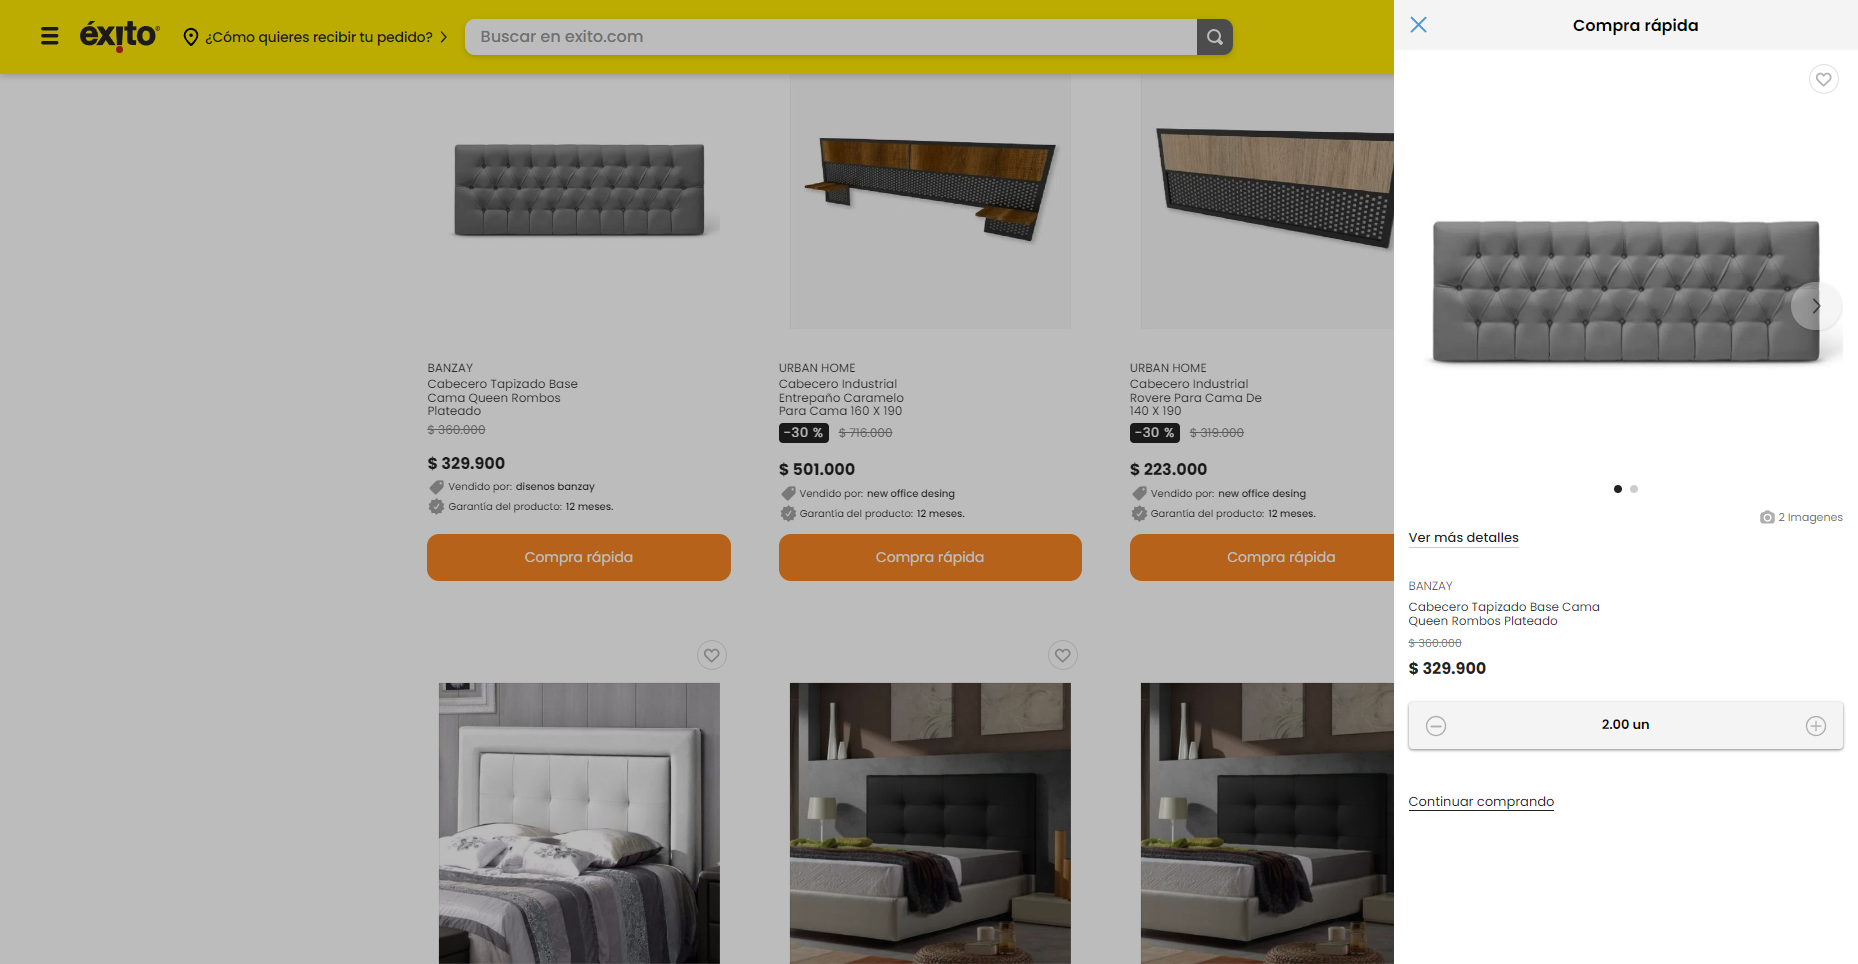 éxito
¿Cómo quieres recibir tu pedido?
Buscar en exito.com
BANZAY
Cabecero Tapizado Base
Cama Queen Rombos
Plateado
$ 360.000
$ 329.900
Vendido por: disenos banzay
Garantía del producto: 12 meses.
Compra rápida
URBAN HOME
Cabecero Industrial
Entrepaño Caramelo
Para Cama 160 X 190
-30 % $ 716.000
$ 501.000
Vendido por: new office desing
Garantía del producto: 12 meses.
Compra rápida
URBAN HOME
Cabecero Industrial
Rovere Para Cama De
140 X 190
-30 % $ 319.000
$ 223.000
Vendido por: new office desing
Garantía del producto: 12 meses.
Compra rápida
Compra rápida
2 Imagenes
Ver más detalles
BANZAY
Cabecero Tapizado Base Cama
Queen Rombos Plateado
$ 360.000
$ 329.900
2.00 un
Continuar comprando